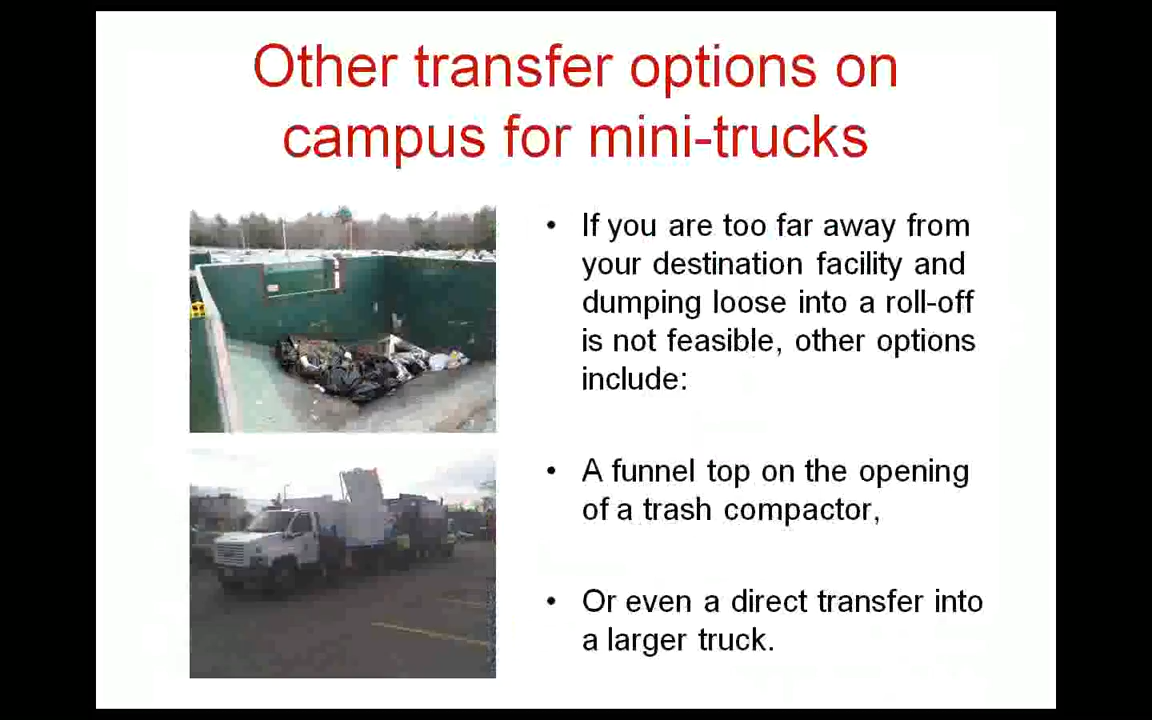 Other transfer options on
campus for mini-trucks
• If you are too far away from
your destination facility and
dumping loose into a roll-off
is not feasible, other options
include:
• A funnel top on the opening
of a trash compactor,
• Or even a direct transfer into
a larger truck.